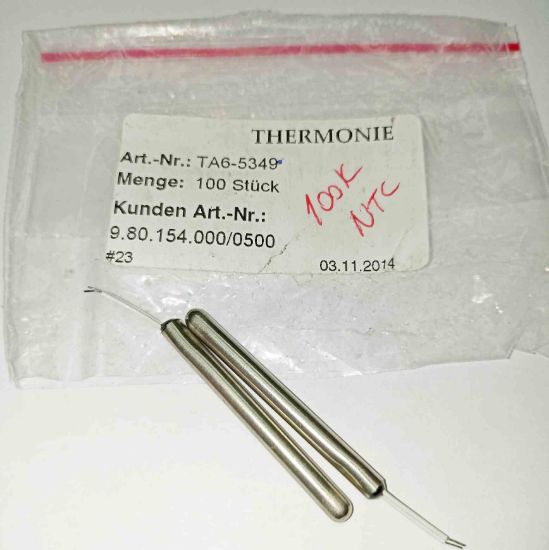 THERMONIE
Art.-Nr.: TA6-5349
Menge: 100 Stück
100K
NTC
Kunden Art.-Nr.:
9.80.154.000/0500
#23
03.11.2014